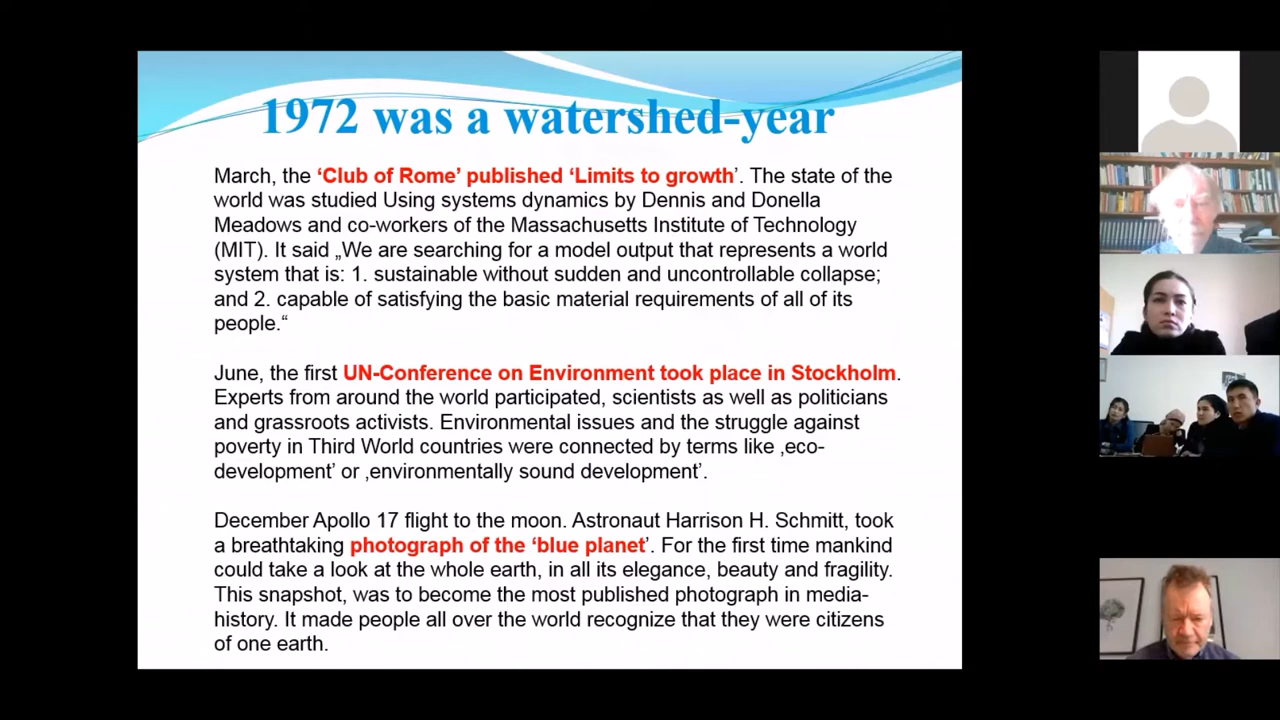 1972 was a watershed-year
March, the ‘Club of Rome’ published ‘Limits to growth’. The state of the
world was studied Using systems dynamics by Dennis and Donella
Meadows and co-workers of the Massachusetts Institute of Technology
(MIT). It said „We are searching for a model output that represents a world
system that is: 1. sustainable without sudden and uncontrollable collapse;
and 2. capable of satisfying the basic material requirements of all of its
people.“
June, the first UN-Conference on Environment took place in Stockholm.
Experts from around the world participated, scientists as well as politicians
and grassroots activists. Environmental issues and the struggle against
poverty in Third World countries were connected by terms like ‚eco-
development’ or ‚environmentally sound development’.
December Apollo 17 flight to the moon. Astronaut Harrison H. Schmitt, took
a breathtaking photograph of the ‘blue planet’. For the first time mankind
could take a look at the whole earth, in all its elegance, beauty and fragility.
This snapshot, was to become the most published photograph in media-
history. It made people all over the world recognize that they were citizens
of one earth.